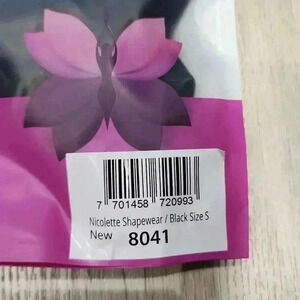 7 701458 720993
Nicolette Shapewear / Black Size S
New 8041